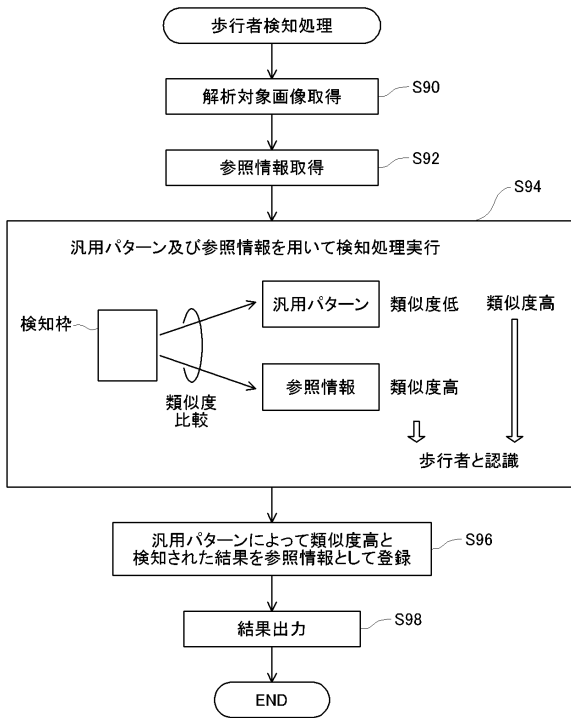 歩行者検知処理
解析対象画像取得
S90
参照情報取得
S92
S94
汎用パターン及び参照情報を用いて検知処理実行
検知枠
汎用パターン
類似度低
類似度高
類似度
比較
参照情報
類似度高
歩行者と認識
汎用パターンによって類似度高と
検知された結果を参照情報として登録
S96
結果出力
S98
END